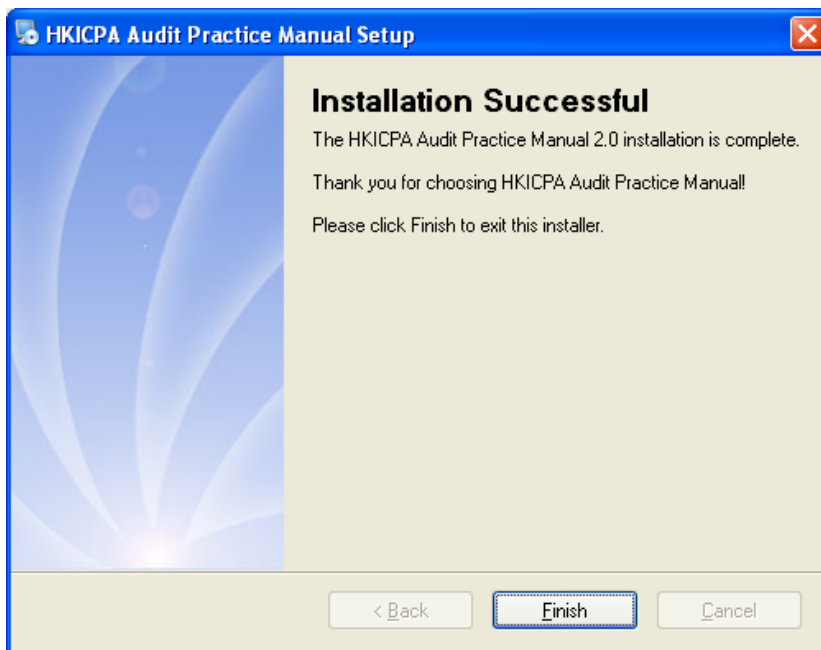 HKICPA Audit Practice Manual Setup
Installation Successful
The HKICPA Audit Practice Manual 2.0 installation is complete.
Thank you for choosing HKICPA Audit Practice Manual!
Please click Finish to exit this installer.
< Back Finish Cancel